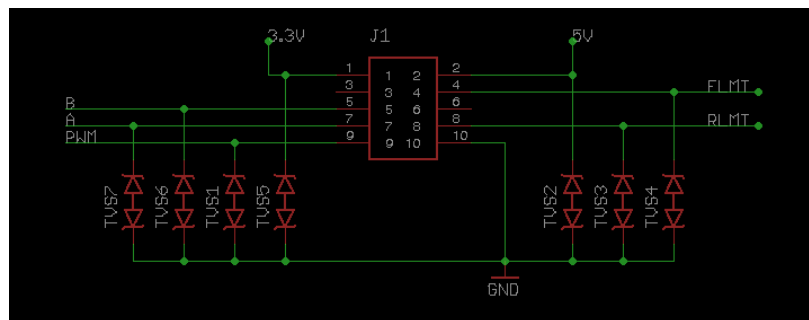 3.3V J1 5V
1 1 2 2
3 3 4 4 FLMT
B 5 5 6 6
A 7 7 8 8 RLMT
PWM 9 9 10 10
TVS7 TVS6 TVS1 TVS5 TVS2 TVS3 TVS4
GND